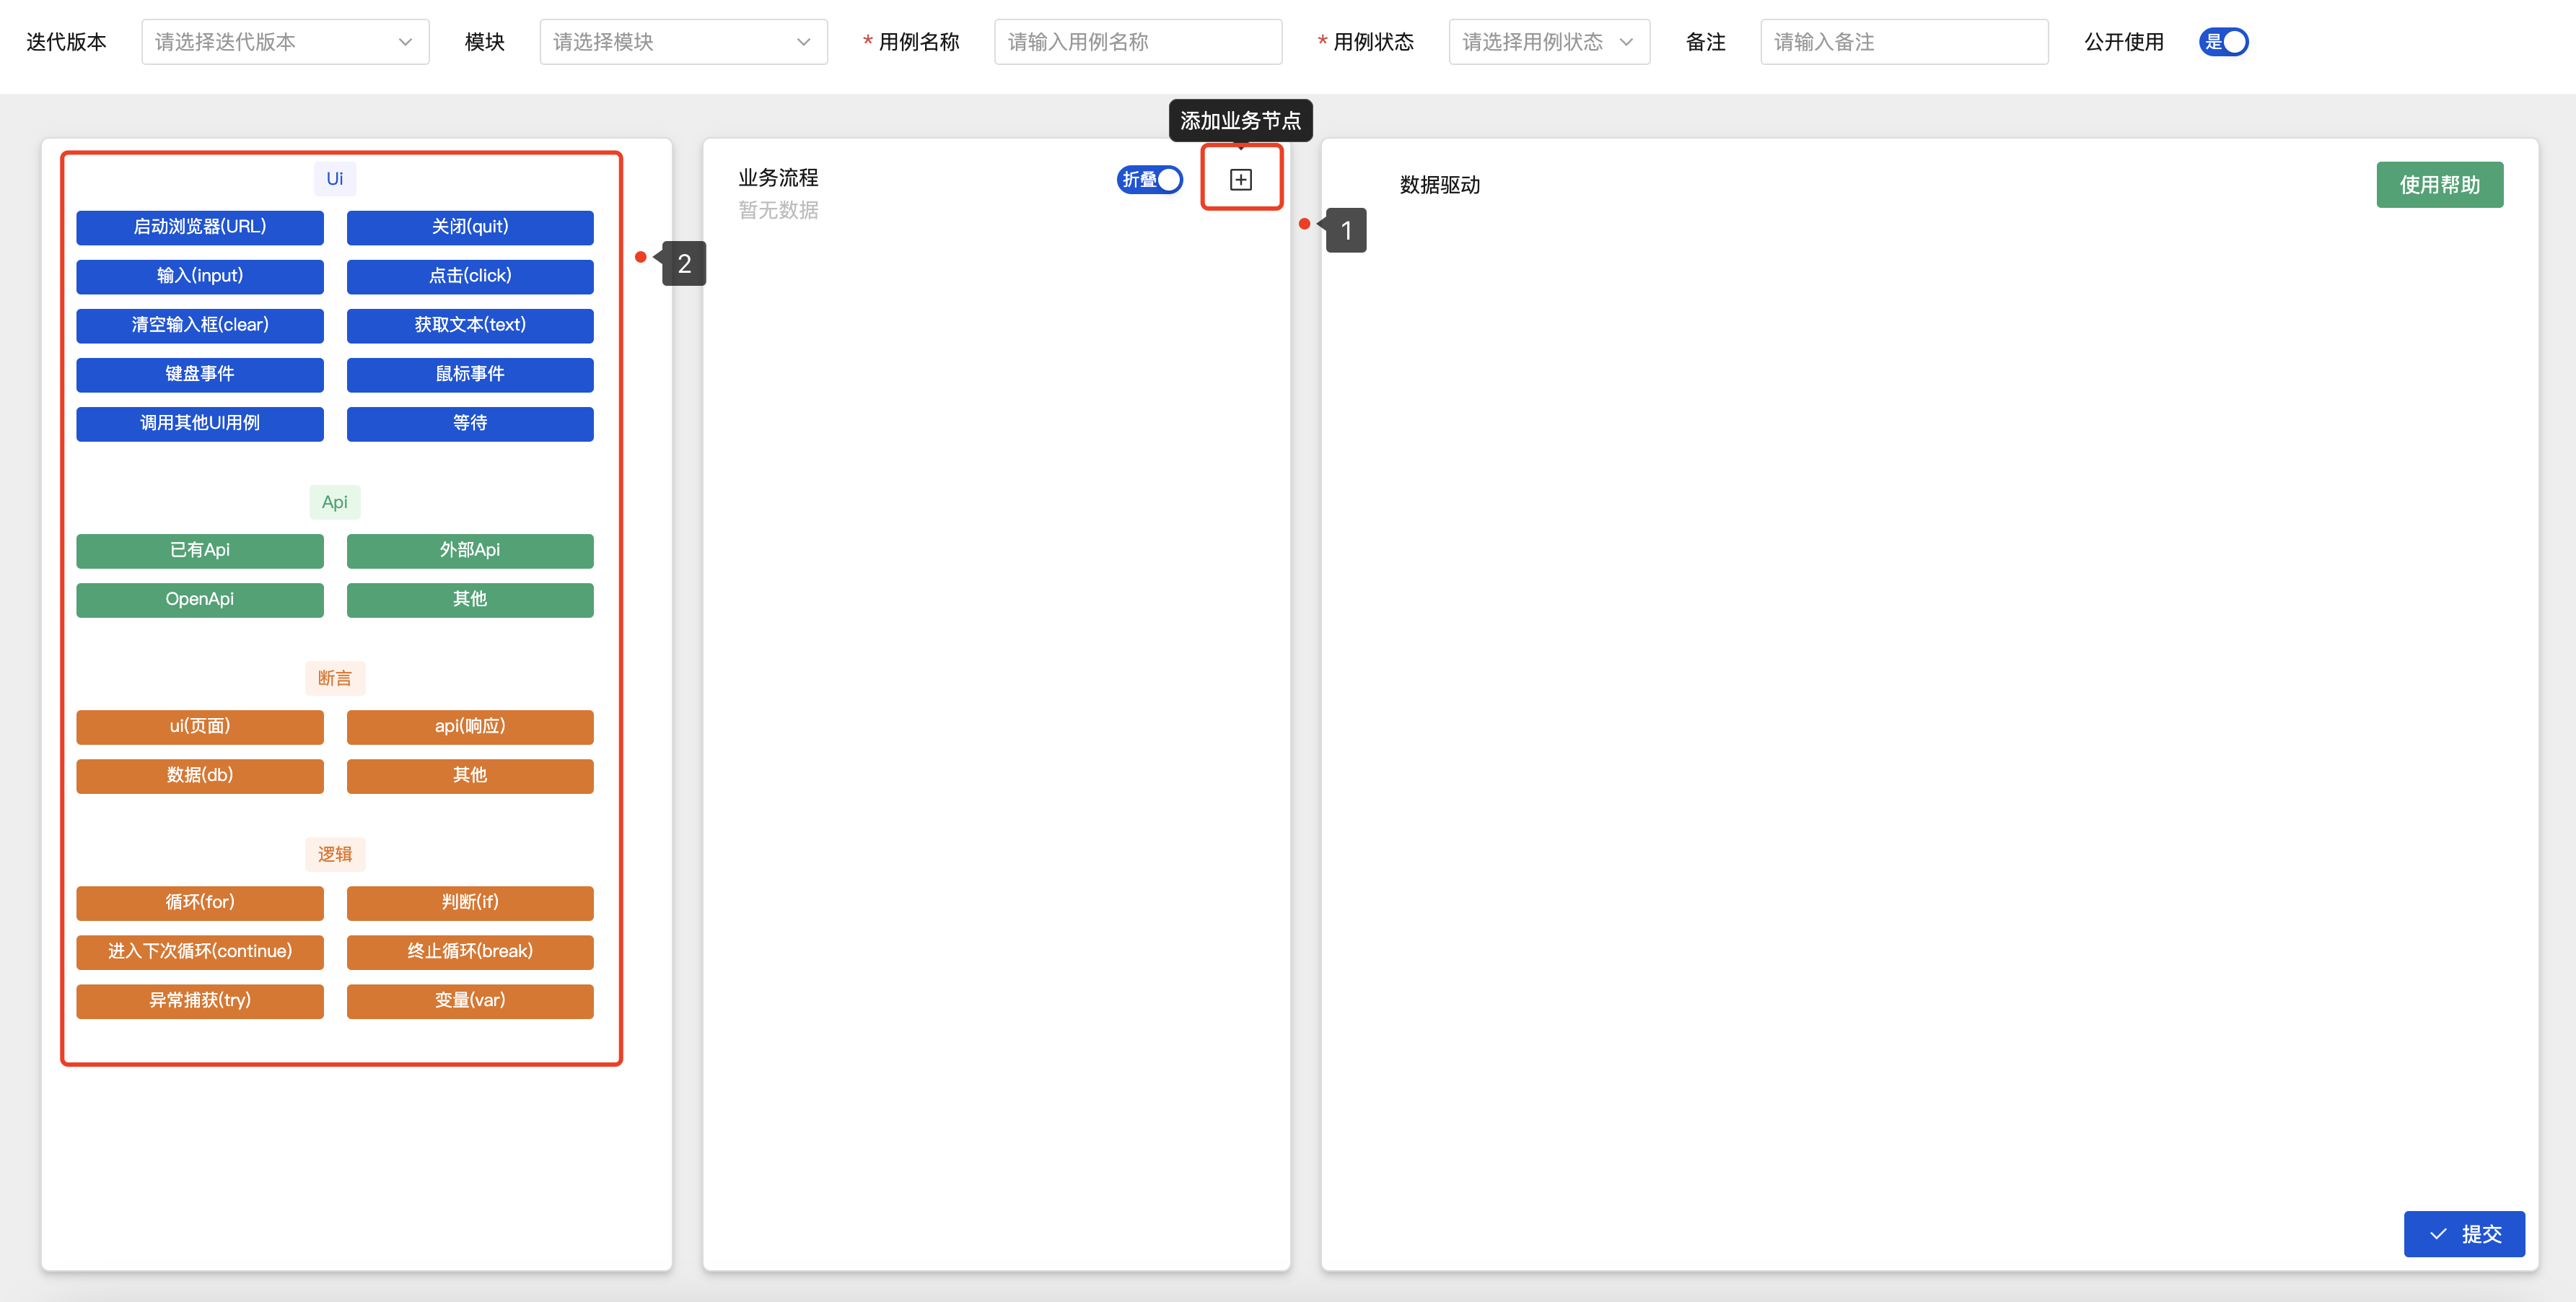 迭代版本 请选择迭代版本 模块 请选择模块 * 用例名称 请输入用例名称 * 用例状态 请选择用例状态 备注 请输入备注 公开使用 是
添加业务节点
Ui
启动浏览器(URL) 关闭(quit)
输入(input) 点击(click)
清空输入框(clear) 获取文本(text)
键盘事件 鼠标事件
调用其他UI用例 等待
Api
已有Api 外部Api
OpenApi 其他
断言
ui(页面) api(响应)
数据(db) 其他
逻辑
循环(for) 判断(if)
进入下次循环(continue) 终止循环(break)
异常捕获(try) 变量(var)
2
业务流程 折叠
暂无数据
1
数据驱动 使用帮助
提交